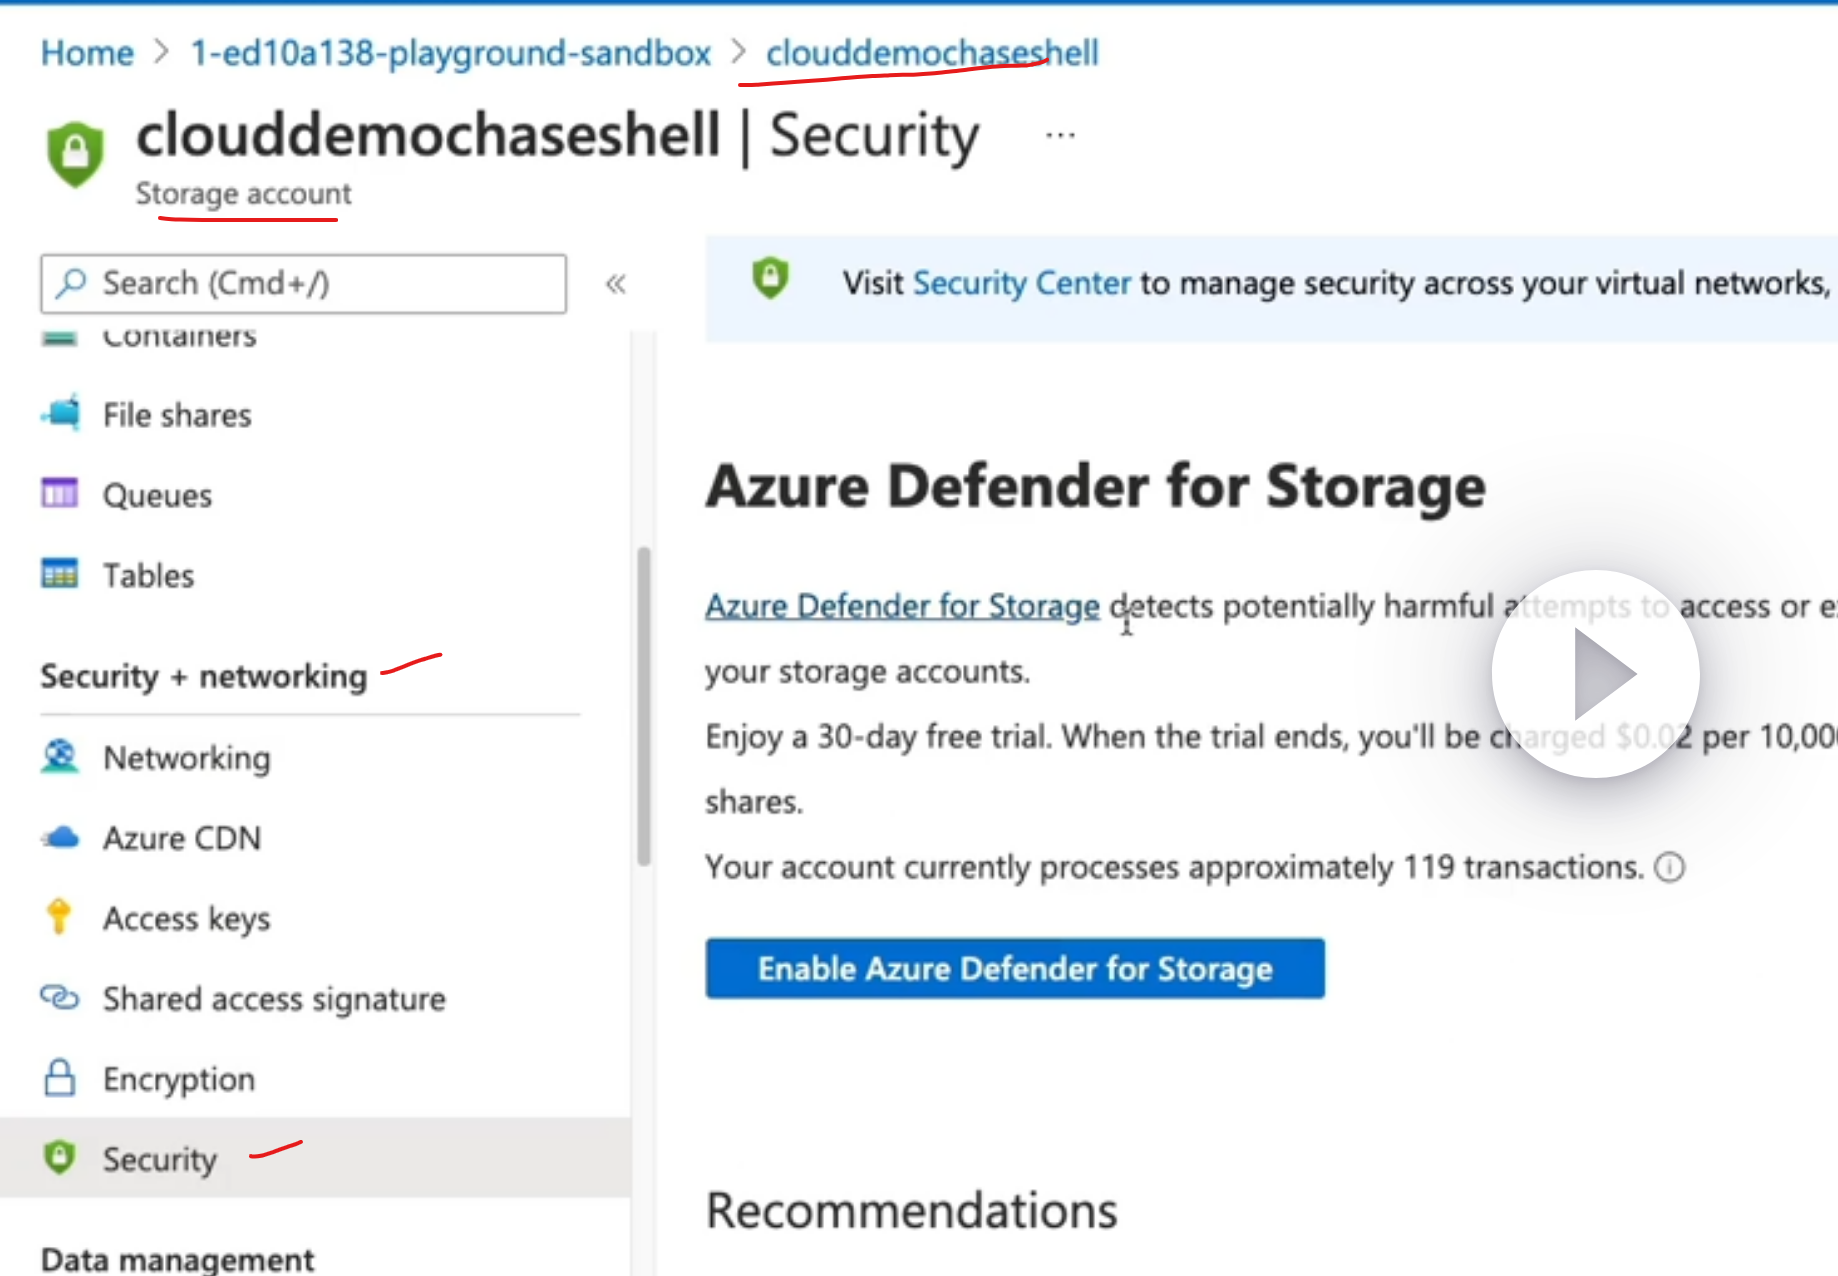 Home > 1-ed10a138-playground-sandbox > clouddemochaseshell
clouddemochaseshell | Security ...
Storage account
Search (Cmd+/)
«
Containers
File shares
Queues
Tables
Security + networking
Networking
Azure CDN
Access keys
Shared access signature
Encryption
Security
Data management
Visit Security Center to manage security across your virtual networks,
Azure Defender for Storage
Azure Defender for Storage detects potentially harmful attempts to access or
your storage accounts.
Enjoy a 30-day free trial. When the trial ends, you'll be charged $0.02 per
shares.
Your account currently processes approximately 119 transactions.
Enable Azure Defender for Storage
Recommendations